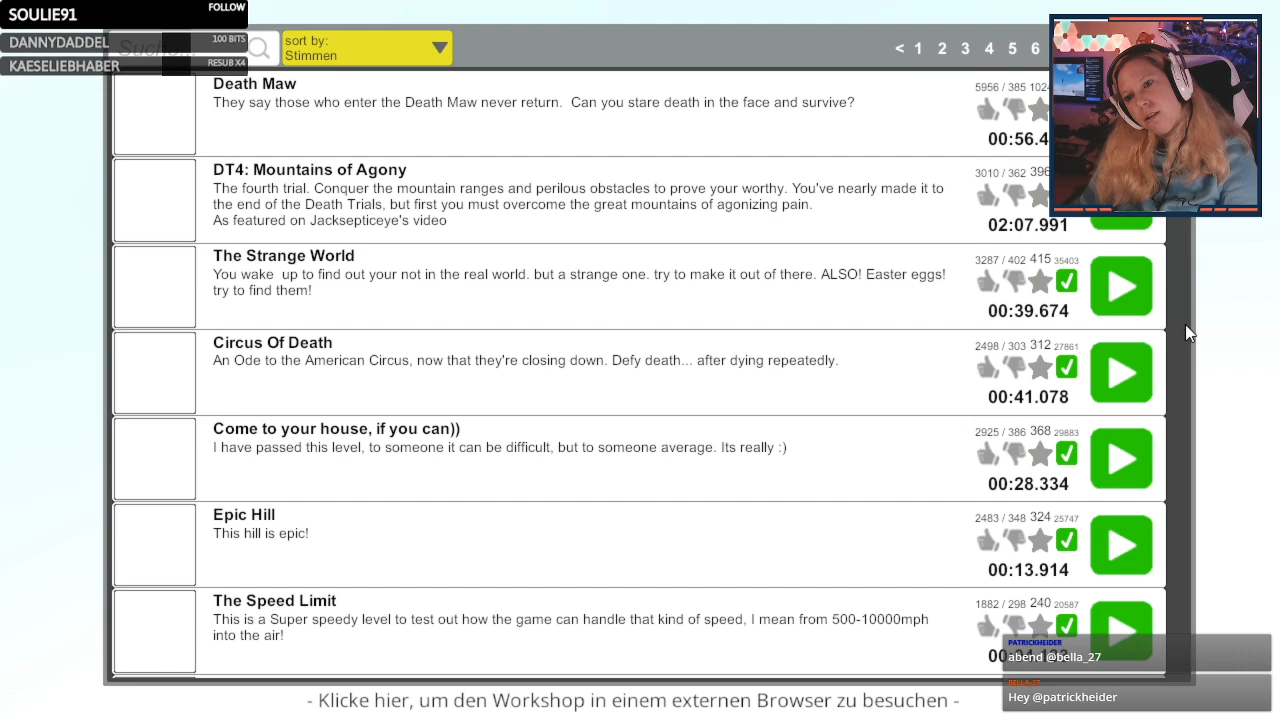 SOULIE91
FOLLOW
DANNYDADDEL
100 BITS
KAESELIEBHABER
RESUB X4
Suche...
sort by:
Stimmen
< 1 2 3 4 5 6
Death Maw
They say those who enter the Death Maw never return. Can you stare death in the face and survive?
5956 / 385
00:56.4
DT4: Mountains of Agony
The fourth trial. Conquer the mountain ranges and perilous obstacles to prove your worthy. You've nearly made it to
the end of the Death Trials, but first you must overcome the great mountains of agonizing pain.
As featured on Jacksepticeye's video
3010 / 362 396
02:07.991
The Strange World
You wake up to find out your not in the real world. but a strange one. try to make it out of there. ALSO! Easter eggs!
try to find them!
3287 / 402 415 35403
00:39.674
Circus Of Death
An Ode to the American Circus, now that they're closing down. Defy death... after dying repeatedly.
2498 / 303 312 27861
00:41.078
Come to your house, if you can))
I have passed this level, to someone it can be difficult, but to someone average. Its really :)
2925 / 386 368 29883
00:28.334
Epic Hill
This hill is epic!
2483 / 348 324 25747
00:13.914
The Speed Limit
This is a Super speedy level to test out how the game can handle that kind of speed, I mean from 500-10000mph
into the air!
1882 / 298 240 20587
PATRICKHEIDER
abend @bella_27
BELLA_27
Hey @patrickheider
- Klicke hier, um den Workshop in einem externen Browser zu besuchen -